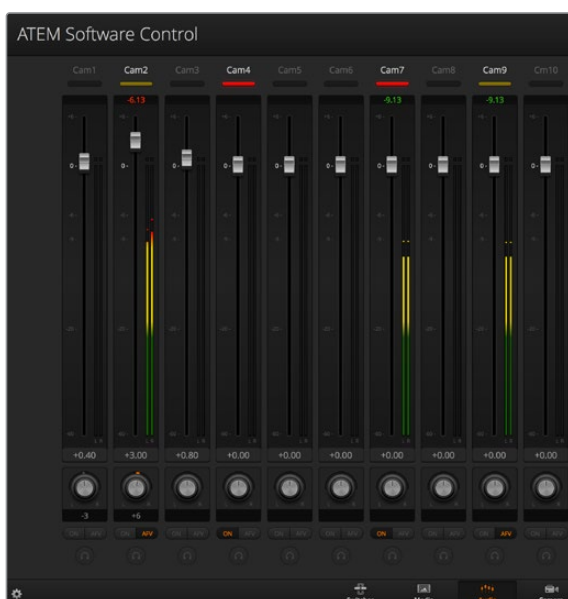 ATEM Software Control
Cam1 Cam2 Cam3 Cam4 Cam5 Cam6 Cam7 Cam8 Cam9 Cm10
-6.13 -9.13 -9.13
+0.40 +3.00 +0.80 +0.00 +0.00 +0.00 +0.00 +0.00 +0.00 +0.00
-3 +6
ON AFV ON AFV ON AFV ON AFV ON AFV ON AFV ON AFV ON AFV ON AFV ON AFV
Audio